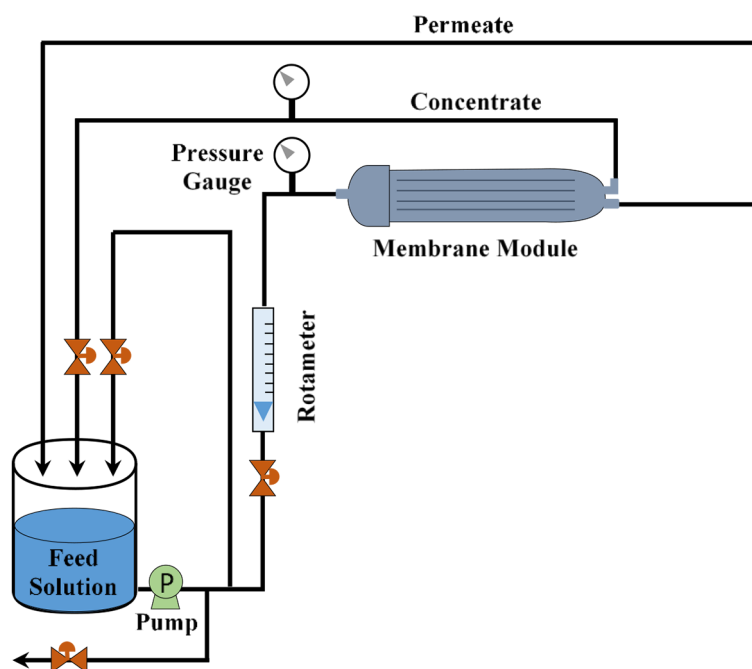 Permeate
Concentrate
Pressure
Gauge
Membrane Module
Rotameter
Feed
Solution
P
Pump